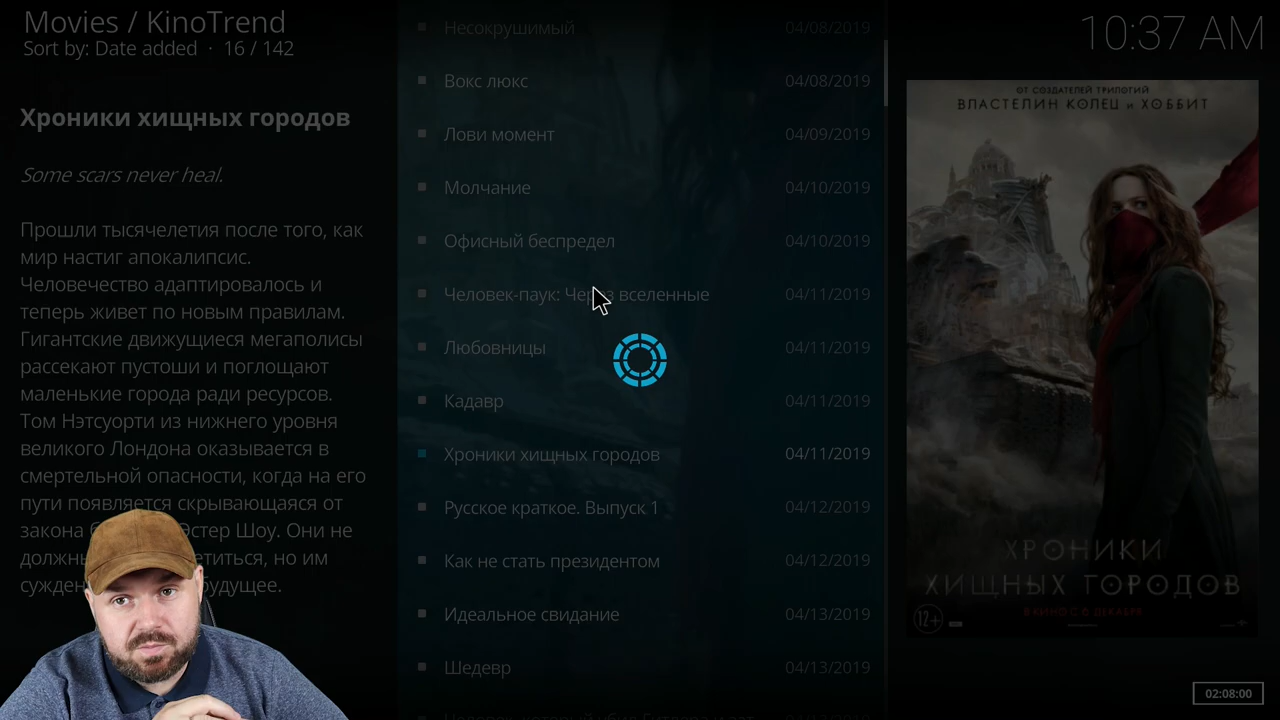 Movies / KinoTrend
Sort by: Date added · 16 / 142
10:37 AM
Хроники хищных городов
Some scars never heal.
Прошли тысячелетия после того, как
мир настиг апокалипсис.
Человечество адаптировалось и
теперь живет по новым правилам.
Гигантские движущиеся мегаполисы
рассекают пустоши и поглощают
маленькие города ради ресурсов.
Том Нэтсуорти из нижнего уровня
великого Лондона оказывается в
смертельной опасности, когда на его
пути появляется скрывающаяся от
закона Эстер Шоу. Они не
но им
будущее.
Несокрушимый 04/08/2019
Вокс люкс 04/08/2019
Лови момент 04/09/2019
Молчание 04/10/2019
Офисный беспредел 04/10/2019
Человек-паук: Через вселенные 04/11/2019
Любовницы 04/11/2019
Кадавр 04/11/2019
Хроники хищных городов 04/11/2019
Русское краткое. Выпуск 1 04/12/2019
Как не стать президентом 04/12/2019
Идеальное свидание 04/13/2019
Шедевр 04/13/2019
ОТ СОЗДАТЕЛЕЙ ТРИЛОГИЙ
ВЛАСТЕЛИН КОЛЕЦ И ХОББИТ
ХРОНИКИ
ХИЩНЫХ ГОРОДОВ
В КИНО С 6 ДЕКАБРЯ
12+
02:08:00